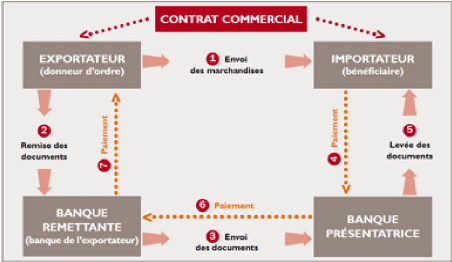 CONTRAT COMMERCIAL
EXPORTATEUR
(donneur d'ordre)
1 Envoi
des marchandises
IMPORTATEUR
(bénéficiaire)
2
Remise des
documents
7 Paiement
4 Paiement
5
Levée des
documents
6 Paiement
BANQUE
REMETTANTE
(banque de l'exportateur)
3 Envoi
des documents
BANQUE
PRÉSENTATRICE